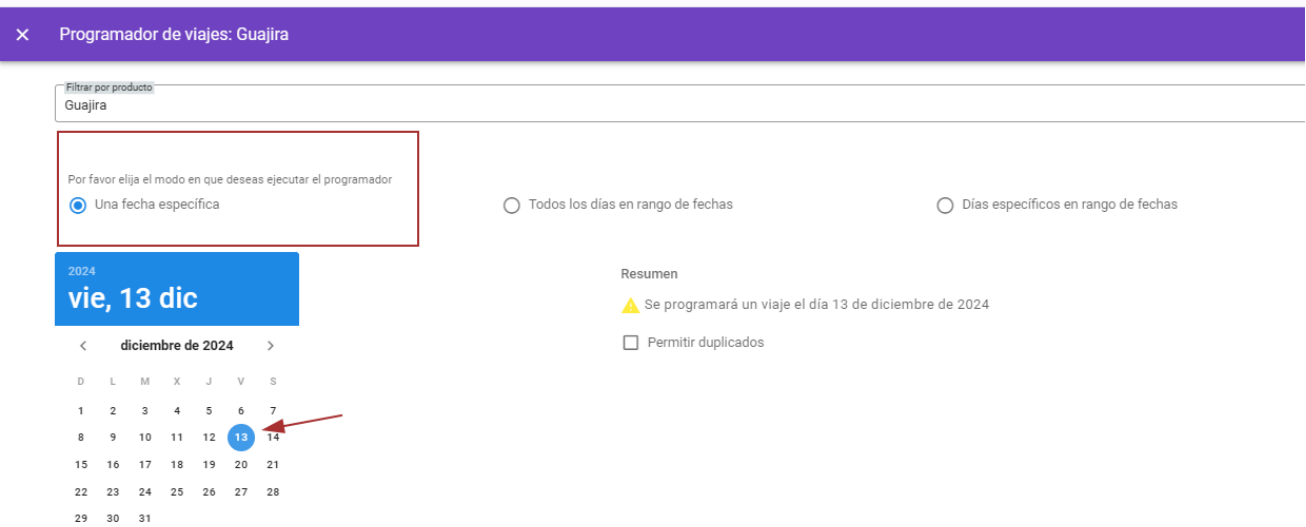 Programador de viajes: Guajira
Filtrar por producto
Guajira
Por favor elija el modo en que deseas ejecutar el programador
Una fecha específica
Todos los días en rango de fechas
Días específicos en rango de fechas
2024
vie, 13 dic
diciembre de 2024
D L M X J V S
1 2 3 4 5 6 7
8 9 10 11 12 13 14
15 16 17 18 19 20 21
22 23 24 25 26 27 28
29 30 31
Resumen
Se programará un viaje el día 13 de diciembre de 2024
Permitir duplicados